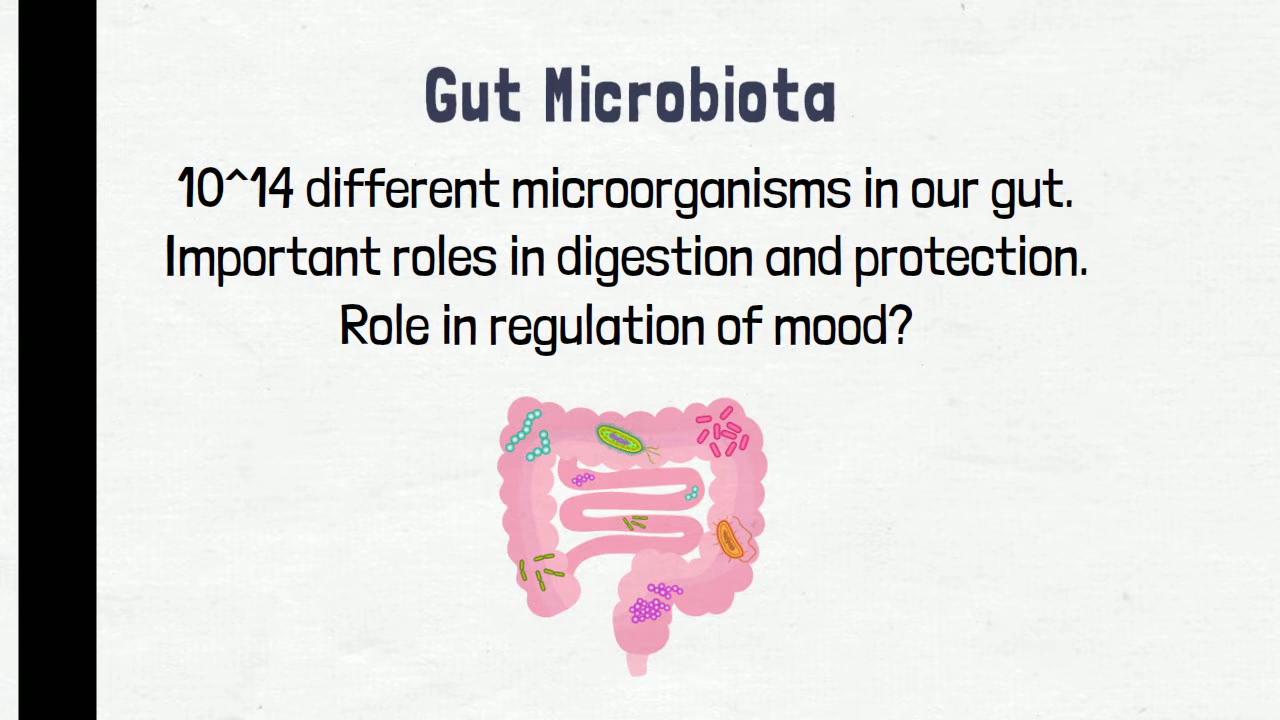 Gut Microbiota
10^14 different microorganisms in our gut.
Important roles in digestion and protection.
Role in regulation of mood?